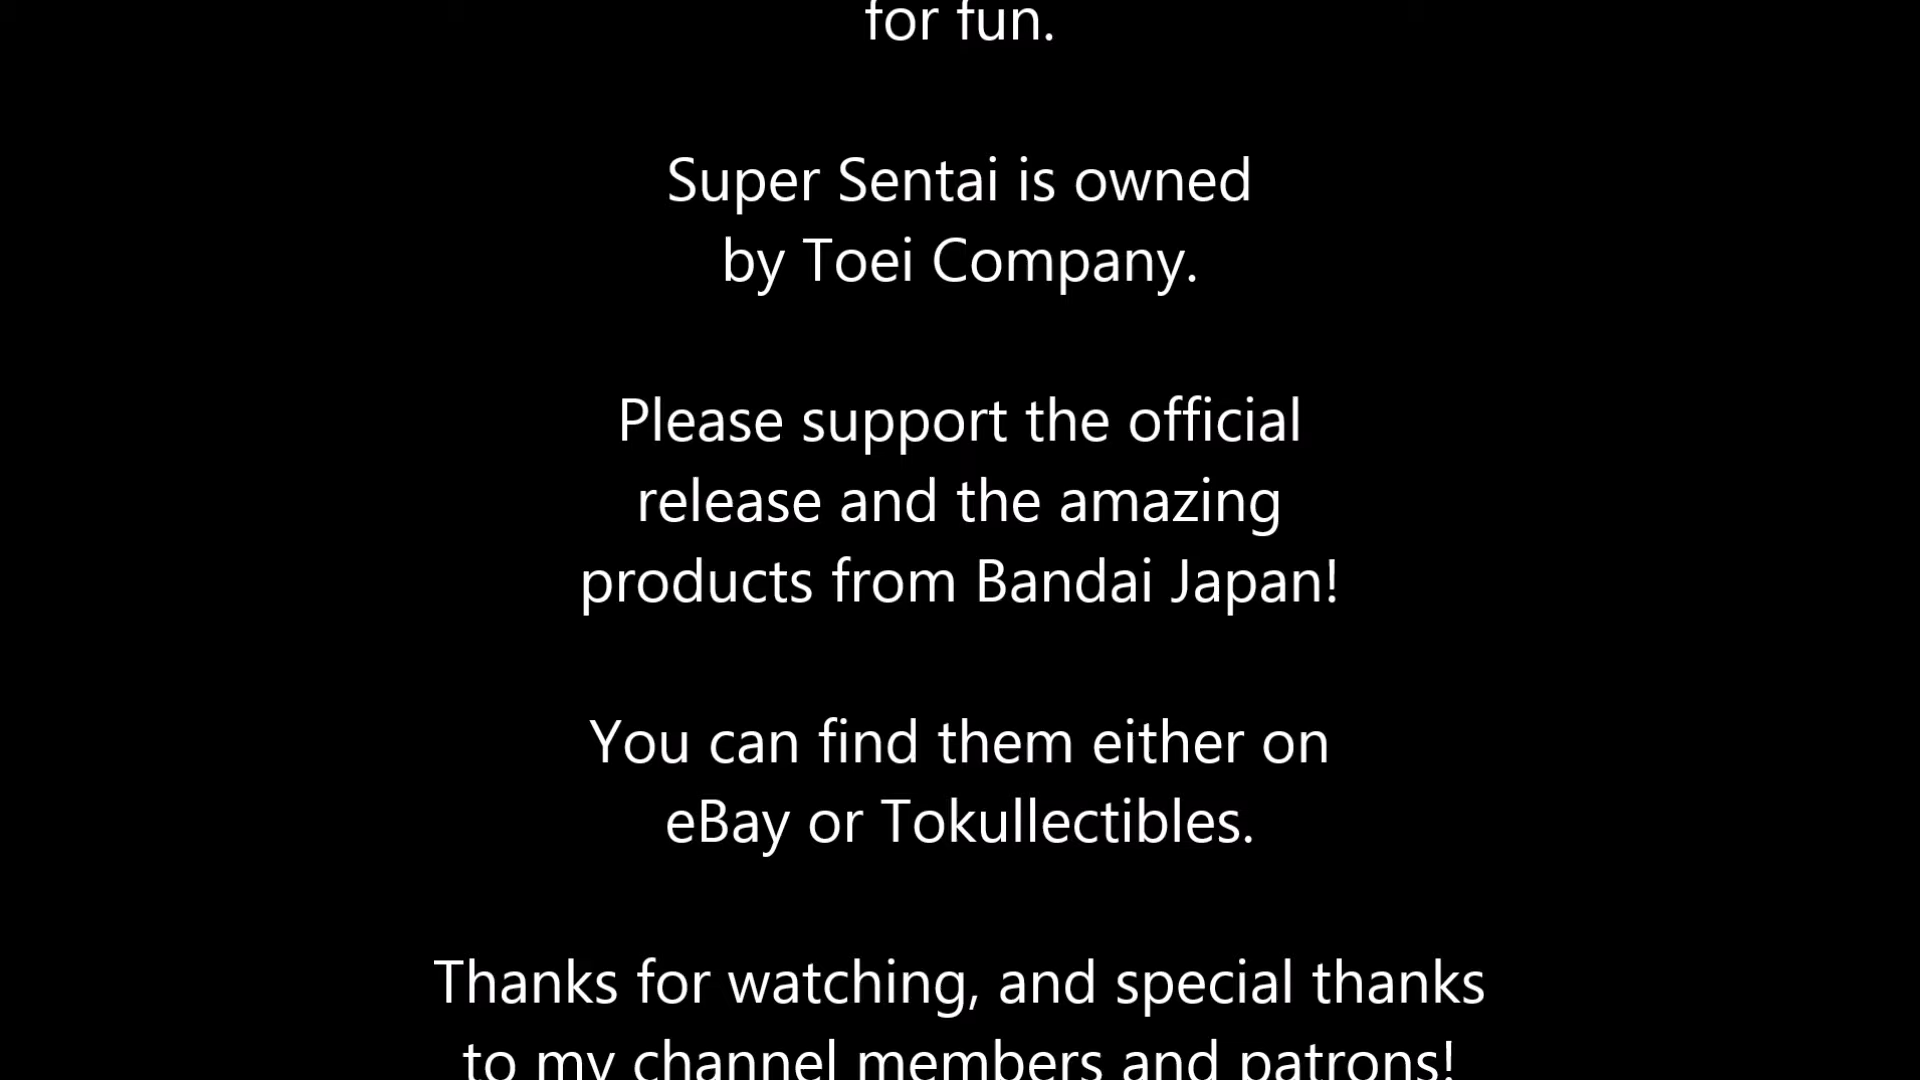 for fun.
Super Sentai is owned
by Toei Company.
Please support the official
release and the amazing
products from Bandai Japan!
You can find them either on
eBay or Tokullectibles.
Thanks for watching, and special thanks
to my channel members and patrons!